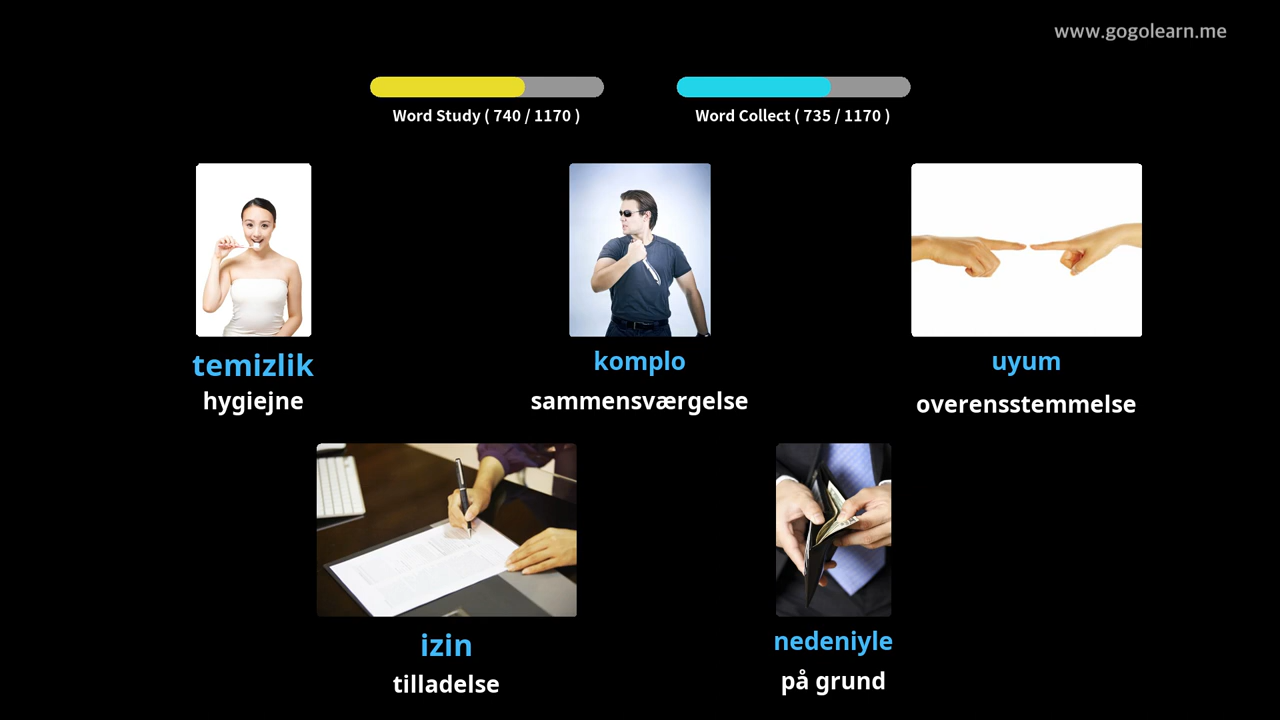 www.gogolearn.me
Word Study ( 740 / 1170 )
Word Collect ( 735 / 1170 )
temizlik
hygiejne
komplo
sammensværgelse
uyum
overensstemmelse
izin
tilladelse
nedeniyle
på grund